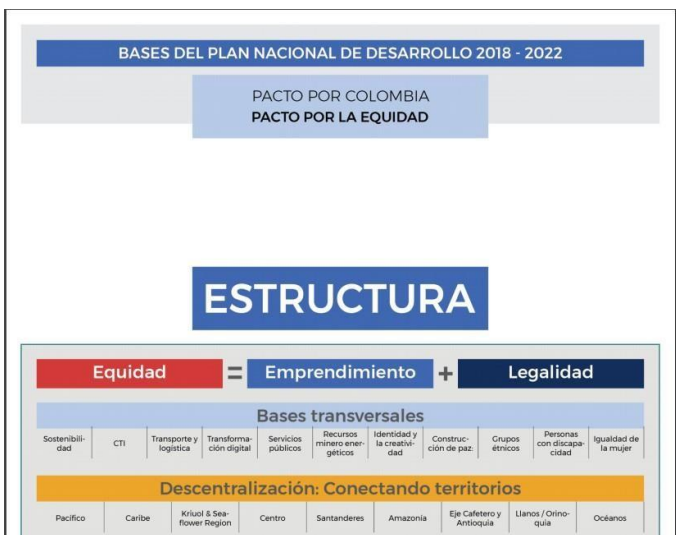 BASES DEL PLAN NACIONAL DE DESARROLLO 2018 - 2022
PACTO POR COLOMBIA
PACTO POR LA EQUIDAD
ESTRUCTURA
Equidad = Emprendimiento + Legalidad
Bases transversales
Sostenibili-
dad
CTI
Transporte y
logística
Transforma-
ción digital
Servicios
públicos
Recursos
minero ener-
géticos
Identidad y
la creativi-
dad
Construc-
ción de paz:
Grupos
étnicos
Personas
con discapa-
cidad
Igualdad de
la mujer
Descentralización: Conectando territorios
Pacífico
Caribe
Kriuol & Sea-
flower Region
Centro
Santanderes
Amazonía
Eje Cafetero y
Antioquia
Llanos / Orino-
quia
Océanos